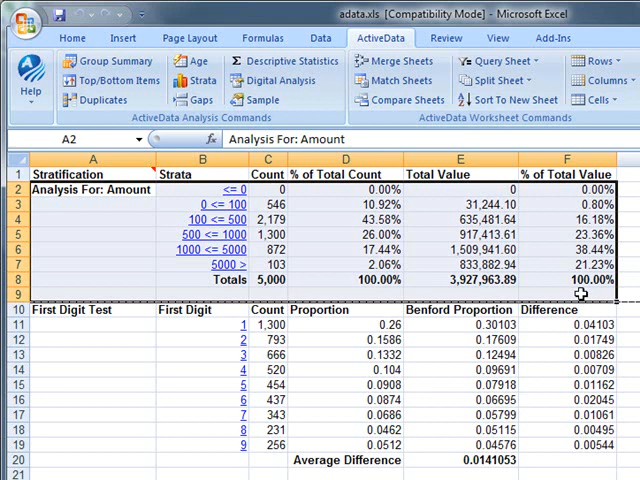 adata.xls [Compatibility Mode] - Microsoft Excel
Home Insert Page Layout Formulas Data ActiveData Review View Add-Ins
Help
Group Summary Age Σ Descriptive Statistics Merge Sheets Query Sheet Rows
Top/Bottom Items Strata Digital Analysis Match Sheets Split Sheet Columns
Duplicates Gaps Sample Compare Sheets Sort To New Sheet Cells
ActiveData Analysis Commands ActiveData Worksheet Commands
A2 fx Analysis For: Amount
A B C D E F
1 Stratification Strata Count % of Total Count Total Value % of Total Value
2 Analysis For: Amount <= 0 0 0.00% 0 0.00%
3 0 <= 100 546 10.92% 31,244.10 0.80%
4 100 <= 500 2,179 43.58% 635,481.64 16.18%
5 500 <= 1000 1,300 26.00% 917,413.61 23.36%
6 1000 <= 5000 872 17.44% 1,509,941.60 38.44%
7 5000 > 103 2.06% 833,882.94 21.23%
8 Totals 5,000 100.00% 3,927,963.89 100.00%
9
10 First Digit Test First Digit Count Proportion Benford Proportion Difference
11 1 1,300 0.26 0.30103 0.04103
12 2 793 0.1586 0.17609 0.01749
13 3 666 0.1332 0.12494 0.00826
14 4 520 0.104 0.09691 0.00709
15 5 454 0.0908 0.07918 0.01162
16 6 437 0.0874 0.06695 0.02045
17 7 343 0.0686 0.05799 0.01061
18 8 231 0.0462 0.05115 0.00495
19 9 256 0.0512 0.04576 0.00544
20 Average Difference 0.0141053
21